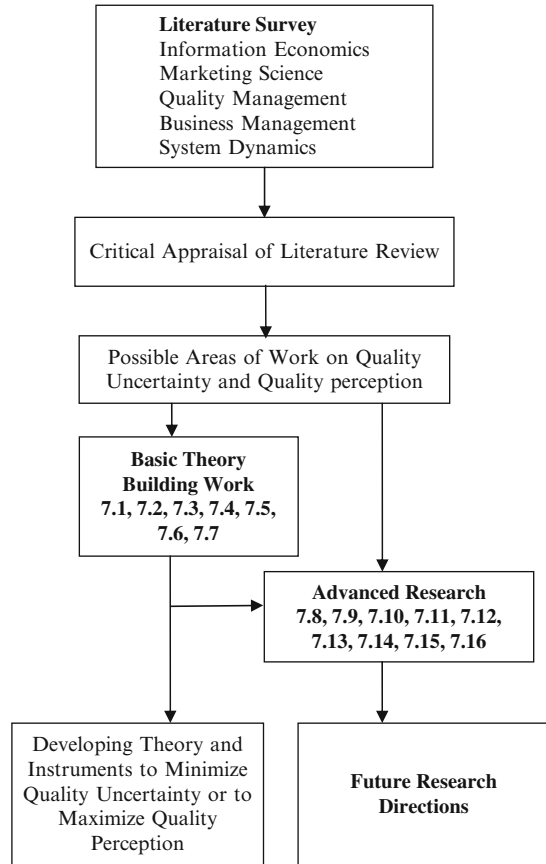 Literature Survey
Information Economics
Marketing Science
Quality Management
Business Management
System Dynamics
Critical Appraisal of Literature Review
Possible Areas of Work on Quality
Uncertainty and Quality perception
Basic Theory
Building Work
7.1, 7.2, 7.3, 7.4, 7.5,
7.6, 7.7
Advanced Research
7.8, 7.9, 7.10, 7.11, 7.12,
7.13, 7.14, 7.15, 7.16
Developing Theory and
Instruments to Minimize
Quality Uncertainty or to
Maximize Quality
Perception
Future Research
Directions